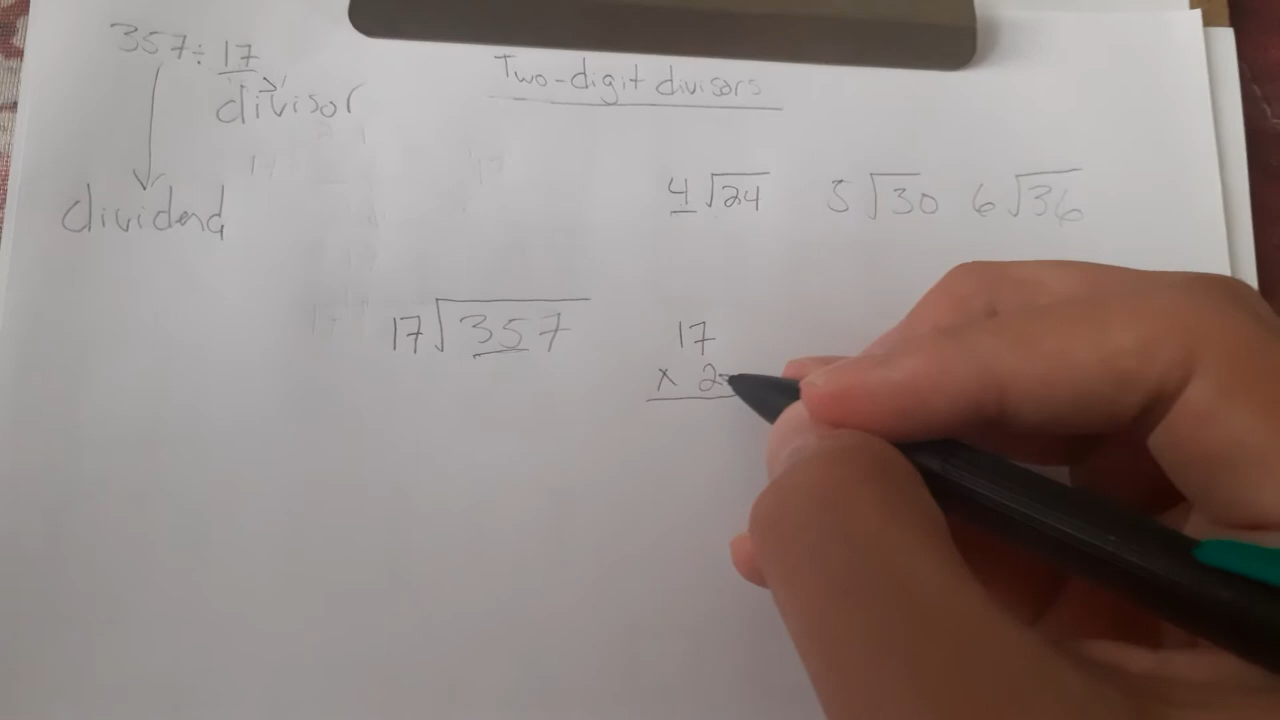 357÷17
Two-digit divisors
divisor
dividend
4√24 5√30 6√36
17√357
17
x 2